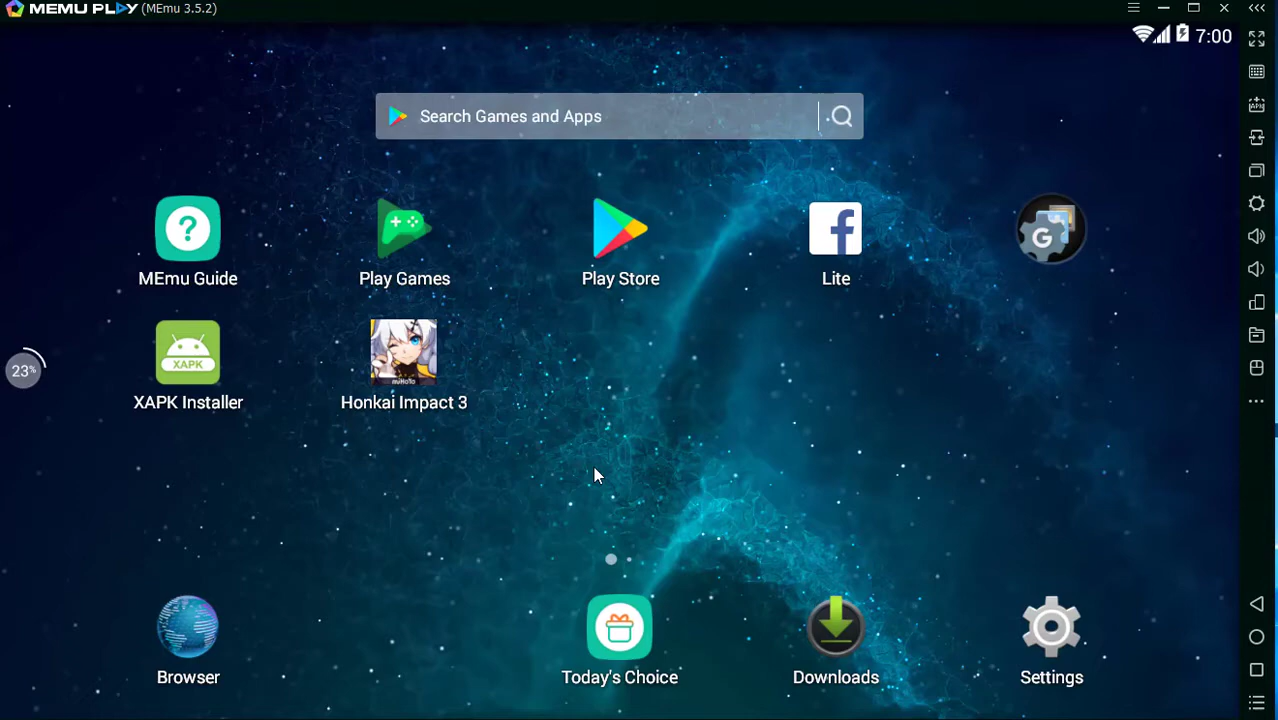 MEMU PLAY (MEmu 3.5.2)
7:00
Search Games and Apps
MEmu Guide
Play Games
Play Store
Lite
G
XAPK
XAPK Installer
miHoYo
Honkai Impact 3
23%
Browser
Today's Choice
Downloads
Settings